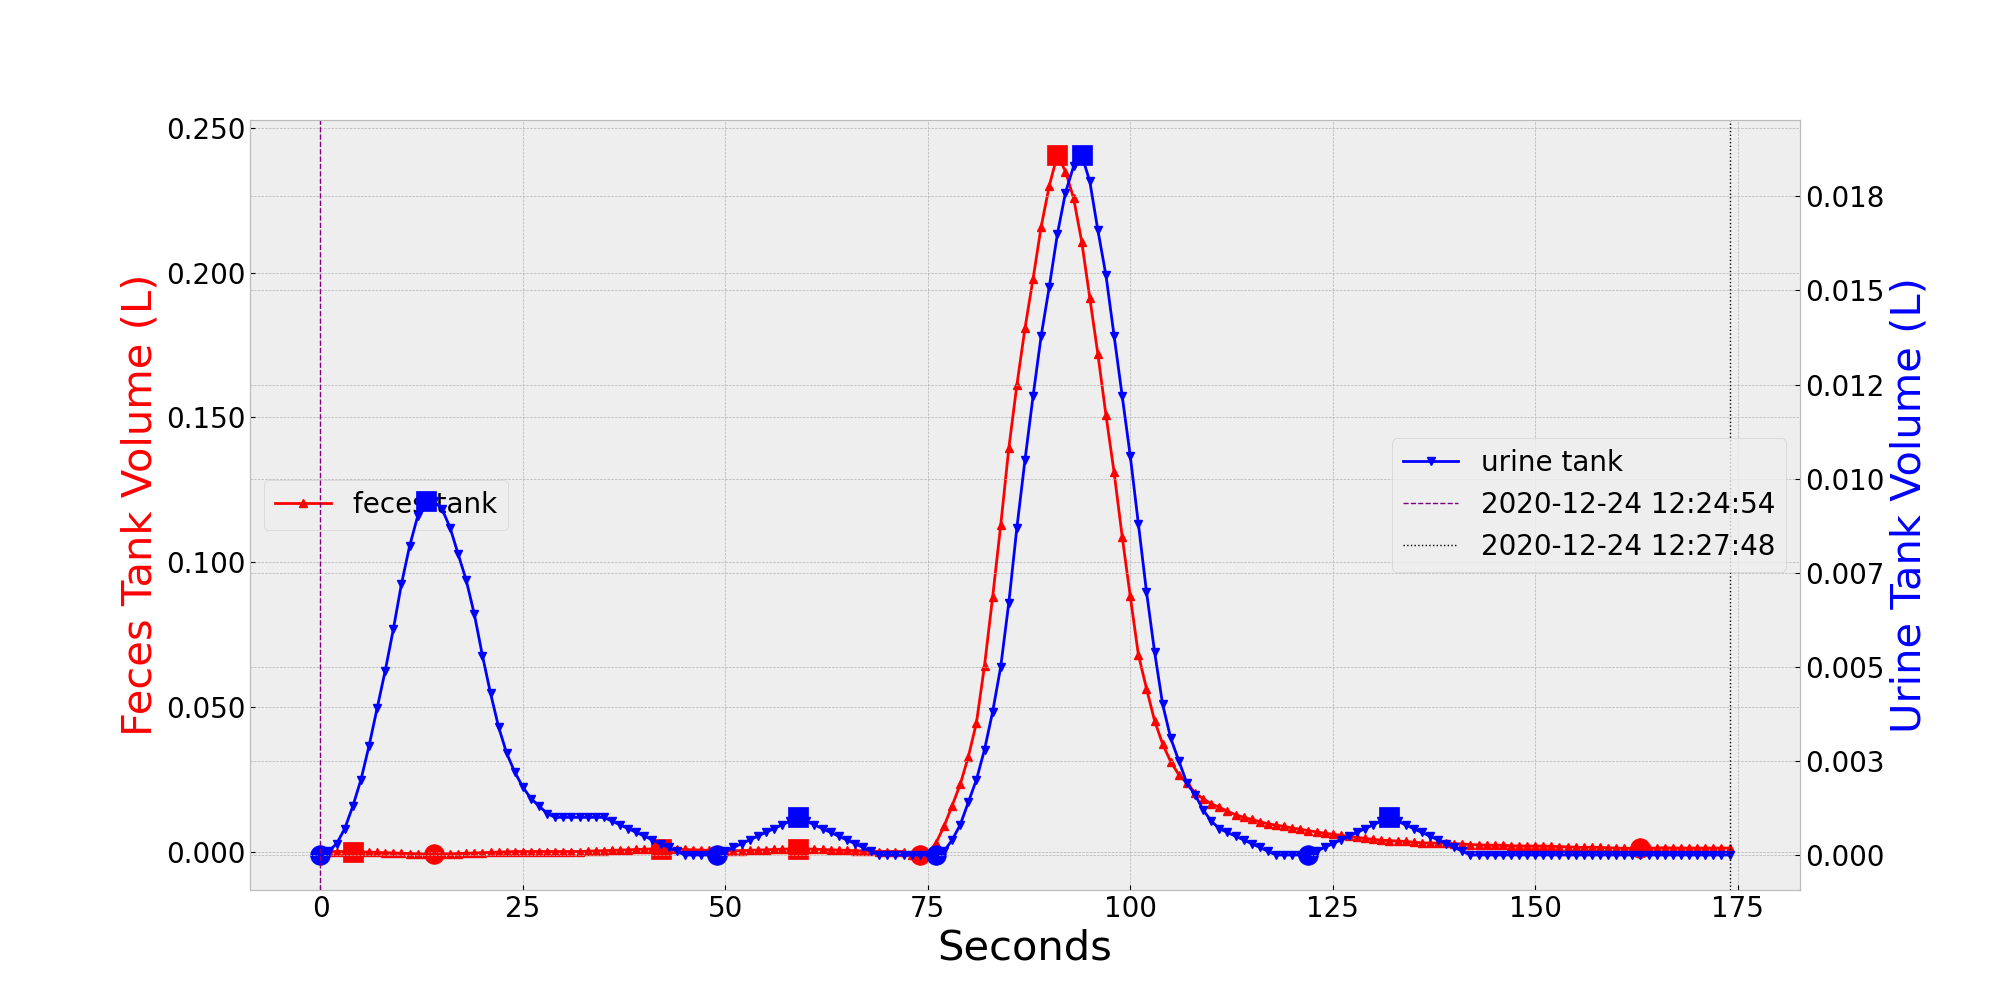 0.250
0.200
0.150
0.100
0.050
0.000
Feces Tank Volume (L)
feces tank
0.018
0.015
0.012
0.010
0.007
0.005
0.003
0.000
Urine Tank Volume (L)
urine tank
2020-12-24 12:24:54
2020-12-24 12:27:48
0 25 50 75 100 125 150 175
Seconds